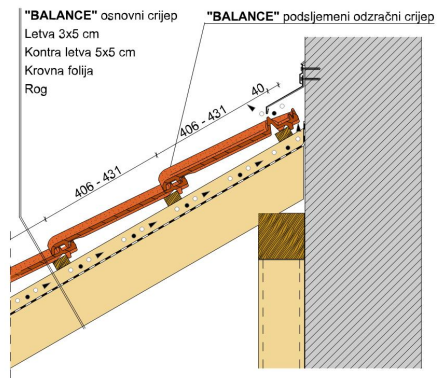 "BALANCE" osnovni crijep
Letva 3x5 cm
Kontra letva 5x5 cm
Krovna folija
Rog
"BALANCE" podsljemeni odzračni crijep
40
406 - 431
406 - 431